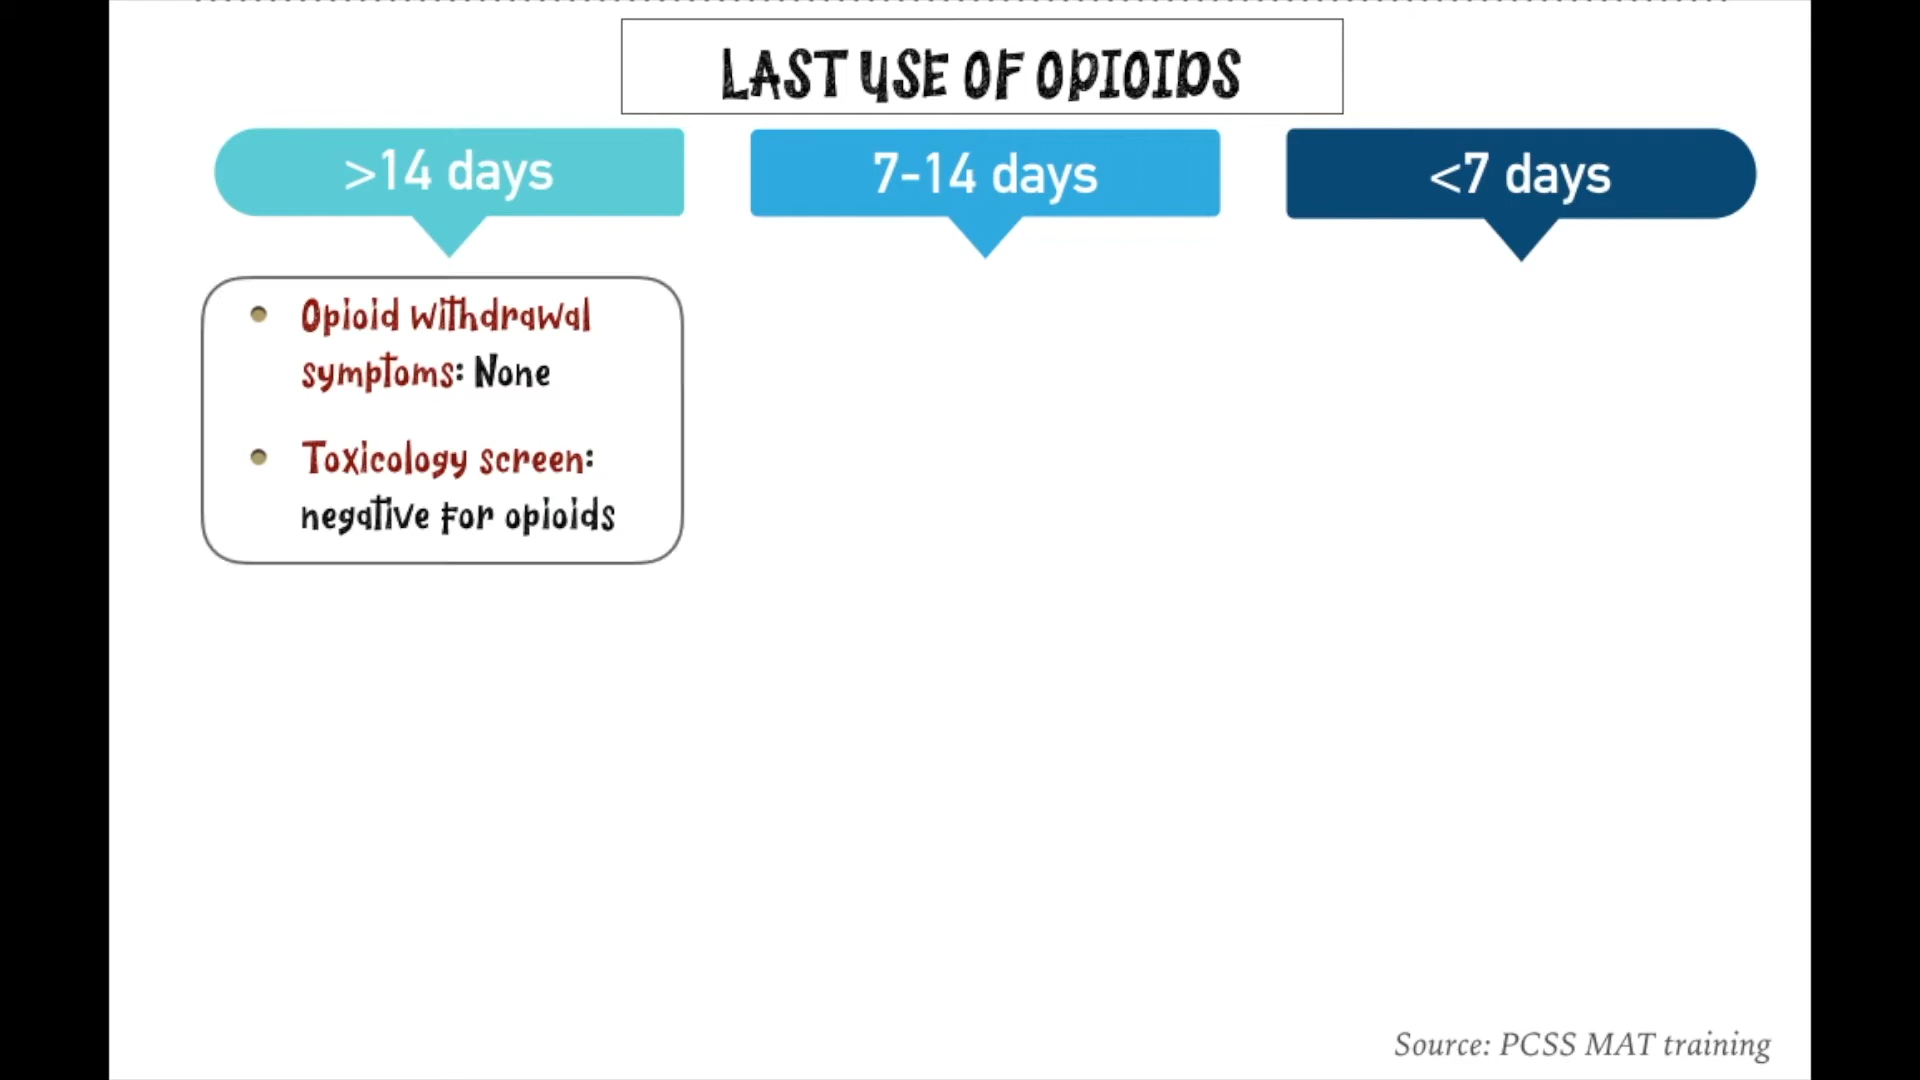 LAST USE OF OPIOIDS
>14 days
7-14 days
<7 days
Opioid withdrawal
symptoms: None
Toxicology screen:
negative for opioids
Source: PCSS MAT training